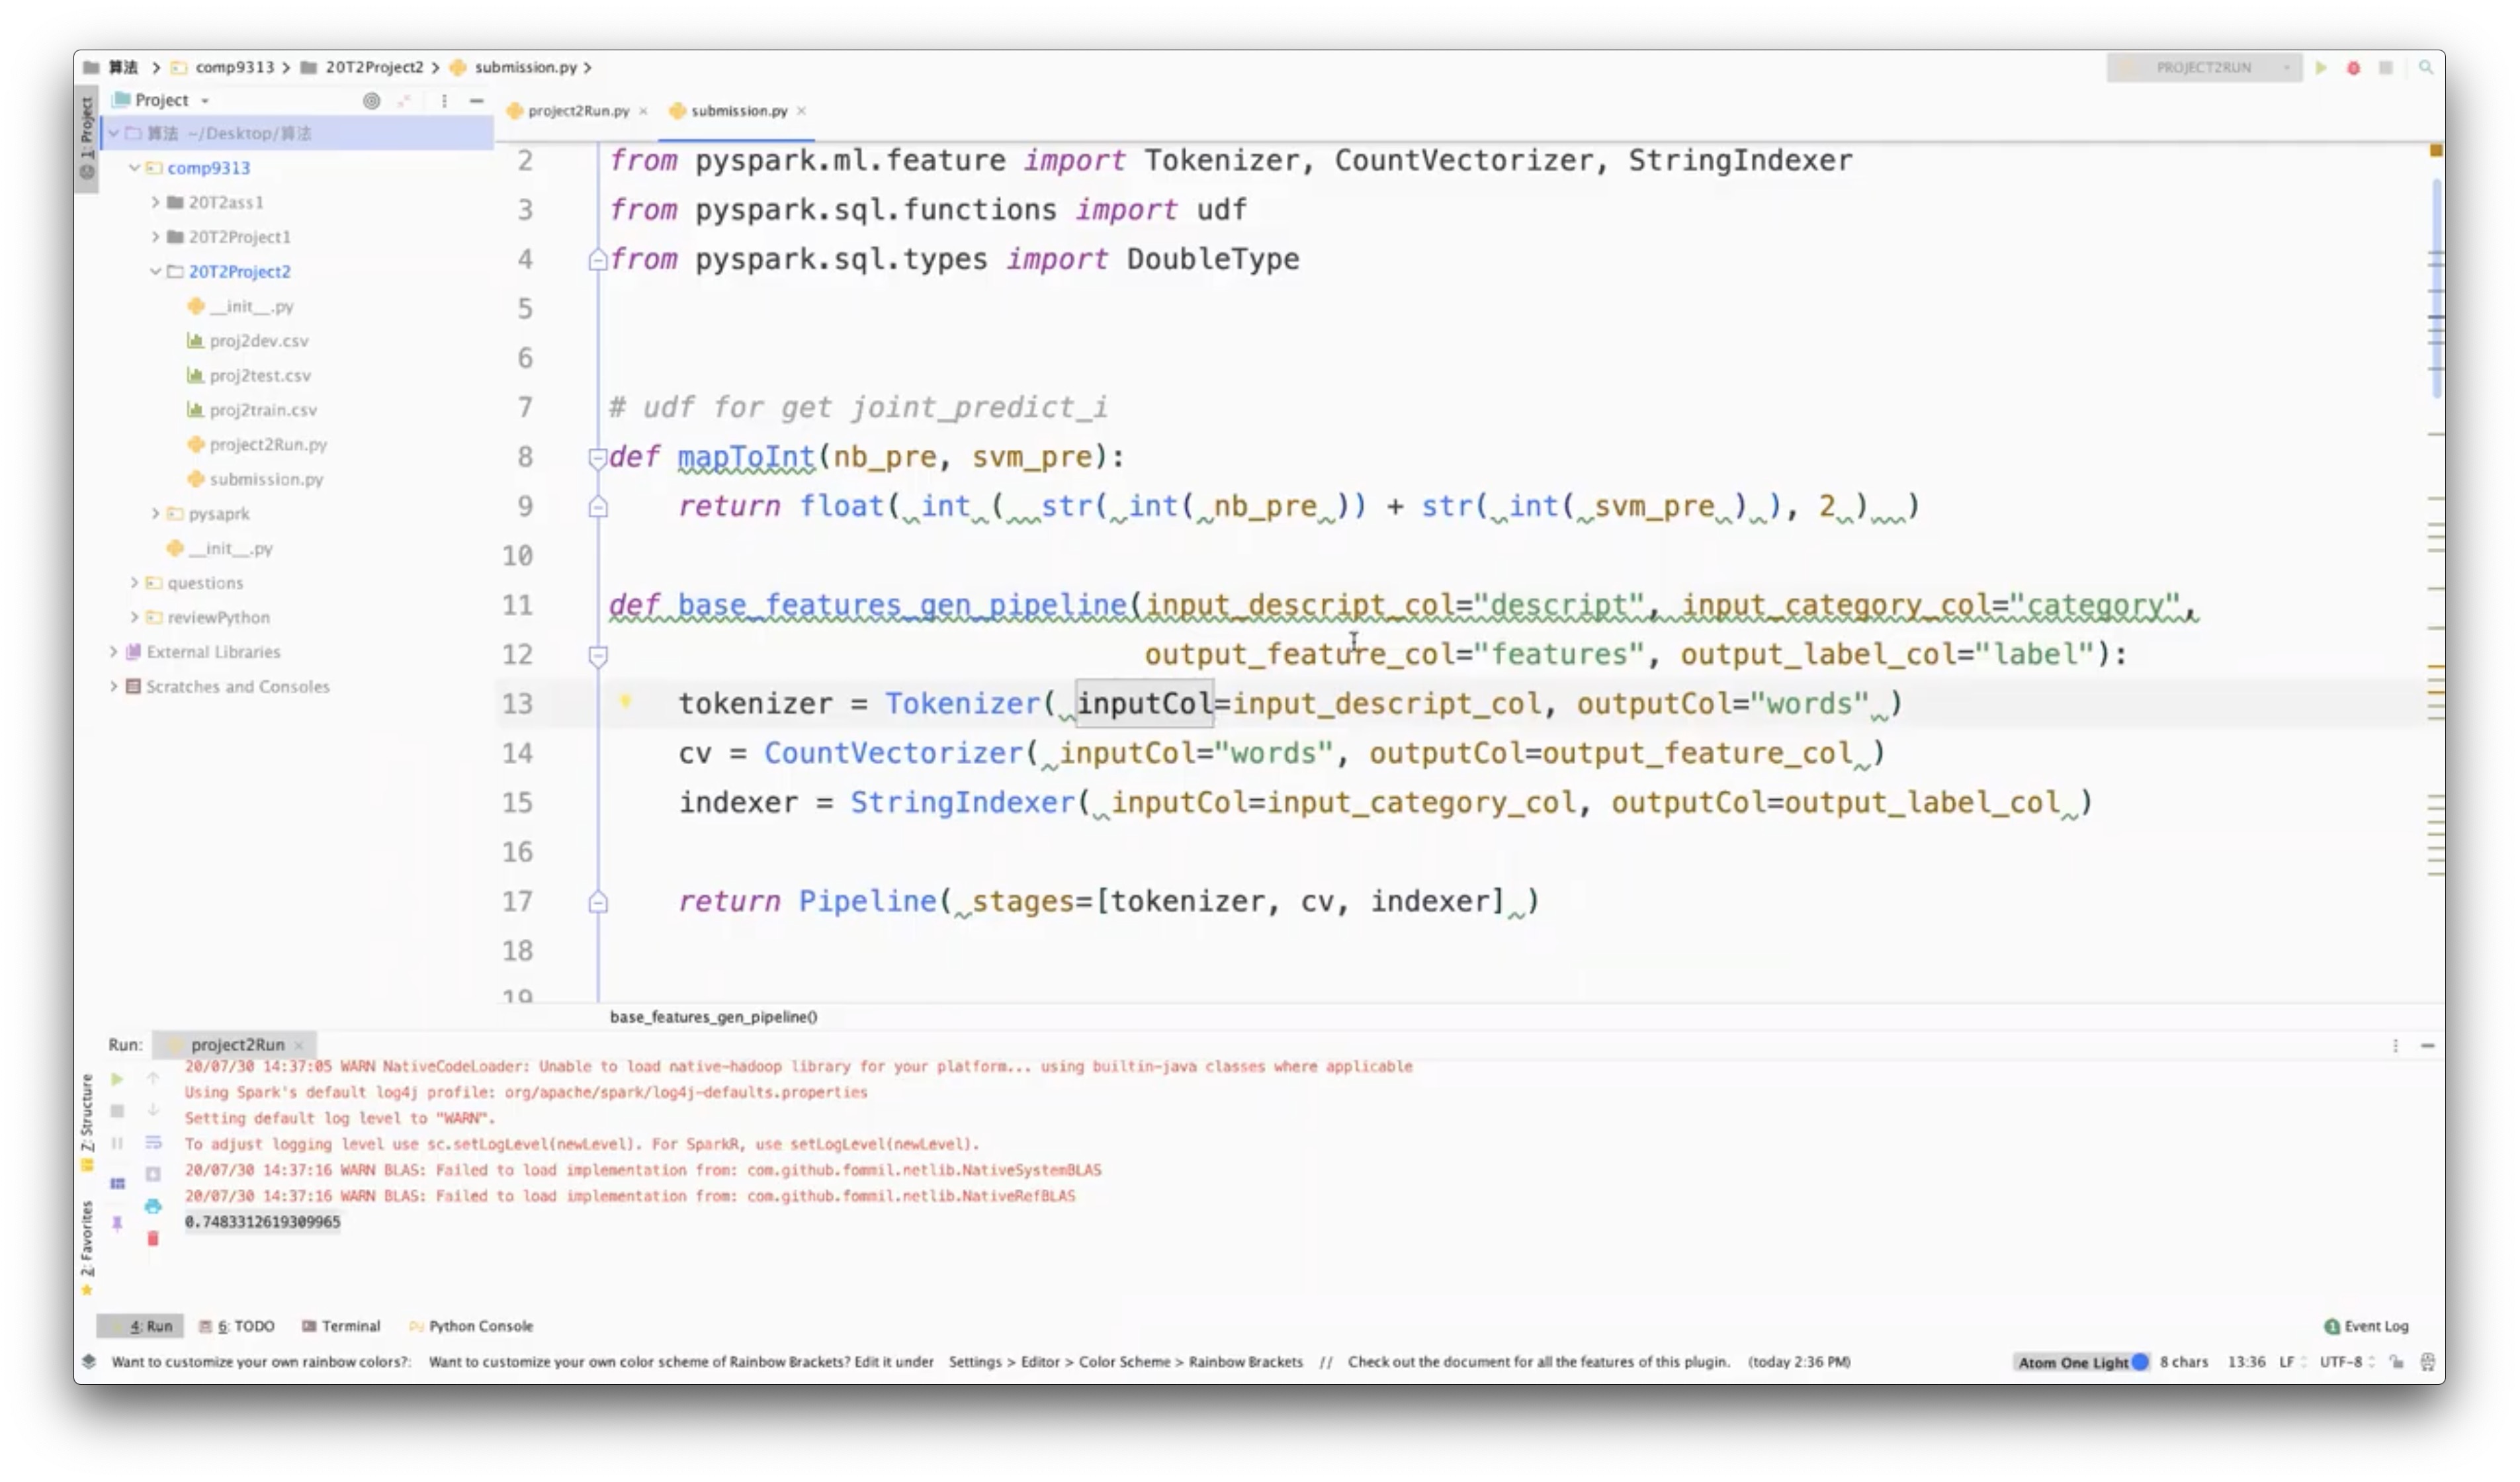 算法 > comp9313 > 20T2Project2 > submission.py >
PROJECT2RUN
1: Project
Project
project2Run.py ×
submission.py ×
算法 ~/Desktop/算法
comp9313
20T2ass1
20T2Project1
20T2Project2
__init__.py
proj2dev.csv
proj2test.csv
proj2train.csv
project2Run.py
submission.py
pysaprk
__init__.py
questions
reviewPython
External Libraries
Scratches and Consoles
2 from pyspark.ml.feature import Tokenizer, CountVectorizer, StringIndexer
3 from pyspark.sql.functions import udf
4 from pyspark.sql.types import DoubleType
5
6
7 # udf for get joint_predict_i
8 def mapToInt(nb_pre, svm_pre):
9 return float( int (  str( int( nb_pre )) + str( int( svm_pre ) ), 2 )  )
10
11 def base_features_gen_pipeline(input_descript_col="descript", input_category_col="category",
12 output_feature_col="features", output_label_col="label"):
13 tokenizer = Tokenizer( inputCol=input_descript_col, outputCol="words" )
14 cv = CountVectorizer( inputCol="words", outputCol=output_feature_col )
15 indexer = StringIndexer( inputCol=input_category_col, outputCol=output_label_col )
16
17 return Pipeline( stages=[tokenizer, cv, indexer] )
18
19
base_features_gen_pipeline()
Run: project2Run ×
20/07/30 14:37:05 WARN NativeCodeLoader: Unable to load native-hadoop library for your platform... using builtin-java classes where applicable
Using Spark's default log4j profile: org/apache/spark/log4j-defaults.properties
Setting default log level to "WARN".
To adjust logging level use sc.setLogLevel(newLevel). For SparkR, use setLogLevel(newLevel).
20/07/30 14:37:16 WARN BLAS: Failed to load implementation from: com.github.fommil.netlib.NativeSystemBLAS
20/07/30 14:37:16 WARN BLAS: Failed to load implementation from: com.github.fommil.netlib.NativeRefBLAS
0.7483312619309965
Z: Structure
2: Favorites
4: Run 6: TODO Terminal Python Console
1 Event Log
Want to customize your own rainbow colors?: Want to customize your own color scheme of Rainbow Brackets? Edit it under Settings > Editor > Color Scheme > Rainbow Brackets // Check out the document for all the features of this plugin. (today 2:36 PM)
Atom One Light 8 chars 13:36 LF UTF-8